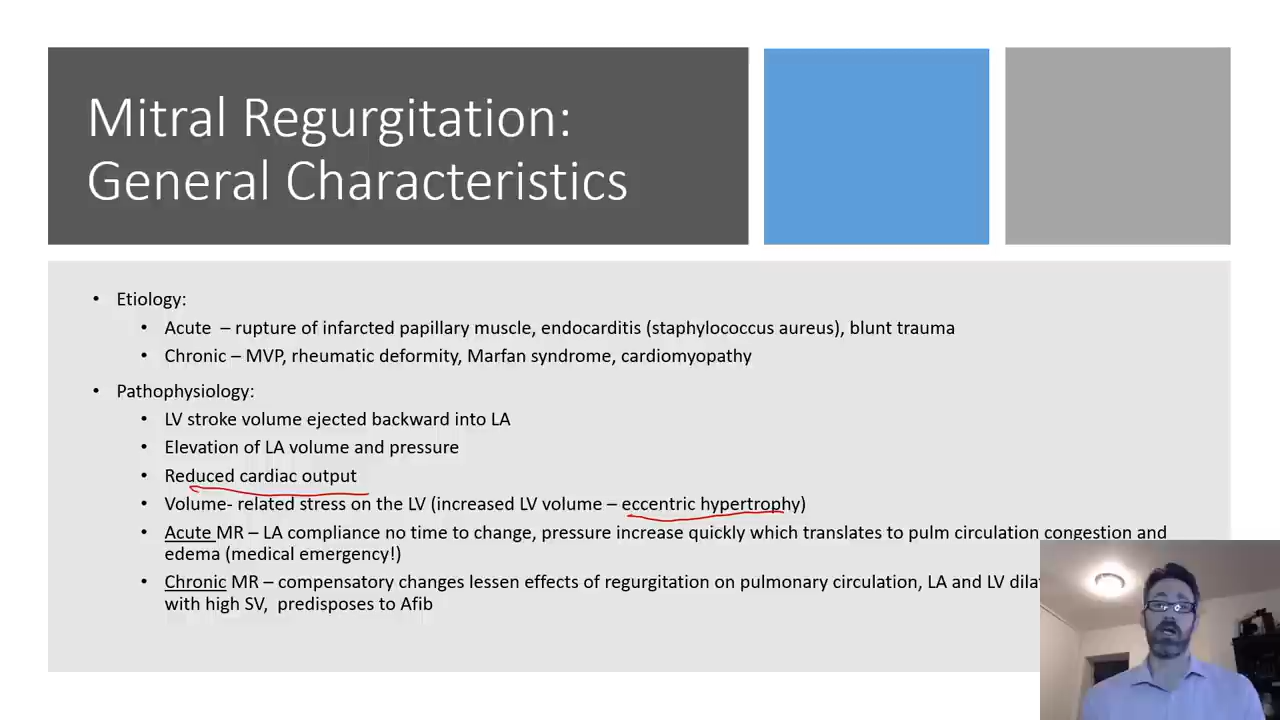 Mitral Regurgitation:
General Characteristics
• Etiology:
• Acute – rupture of infarcted papillary muscle, endocarditis (staphylococcus aureus), blunt trauma
• Chronic – MVP, rheumatic deformity, Marfan syndrome, cardiomyopathy
• Pathophysiology:
• LV stroke volume ejected backward into LA
• Elevation of LA volume and pressure
• Reduced cardiac output
• Volume- related stress on the LV (increased LV volume – eccentric hypertrophy)
• Acute MR – LA compliance no time to change, pressure increase quickly which translates to pulm circulation congestion and
edema (medical emergency!)
• Chronic MR – compensatory changes lessen effects of regurgitation on pulmonary circulation, LA and LV
with high SV, predisposes to Afib